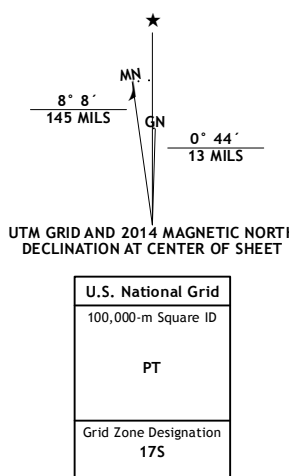 ★
MN
8° 8´
145 MILS
GN
0° 44´
13 MILS
UTM GRID AND 2014 MAGNETIC NORTH
DECLINATION AT CENTER OF SHEET
U.S. National Grid
100,000-m Square ID
PT
Grid Zone Designation
17S